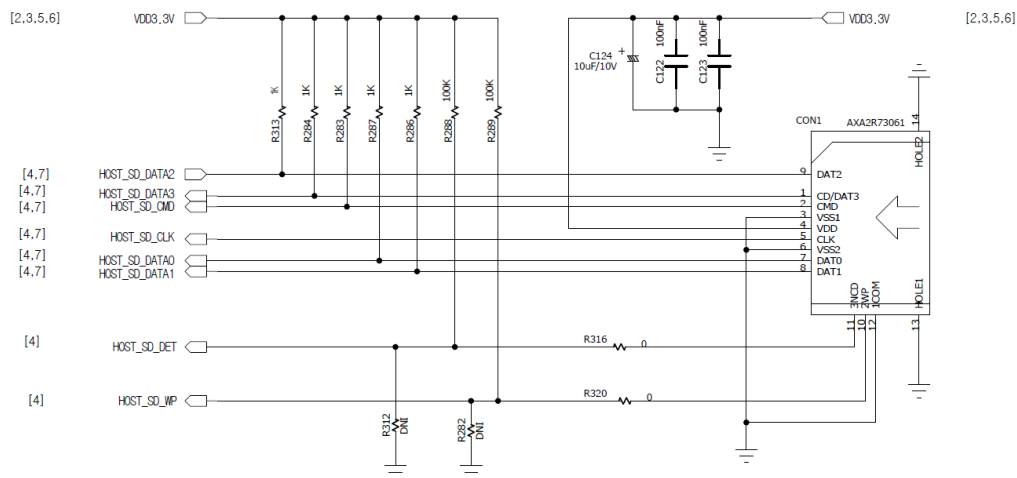 [2,3,5,6]
VDD3,3V
VDD3,3V
[2,3,5,6]
C124
10uF/10V
+
100nF
C122
100nF
C123
1K
R313
1K
R284
1K
R283
1K
R287
1K
R286
100K
R288
100K
R289
CON1
AXA2R73061
14
HOLE2
[4,7]
HOST_SD_DATA2
9
DAT2
[4,7]
HOST_SD_DATA3
1
CD/DAT3
[4,7]
HOST_SD_CMD
2
CMD
3
VSS1
4
VDD
[4,7]
HOST_SD_CLK
5
CLK
6
VSS2
[4,7]
HOST_SD_DATA0
7
DAT0
[4,7]
HOST_SD_DATA1
8
DAT1
3NCD
2WP
1COM
HOLE1
11
10
12
13
[4]
HOST_SD_DET
R316
0
[4]
HOST_SD_WP
R320
0
R312
DNI
R282
DNI